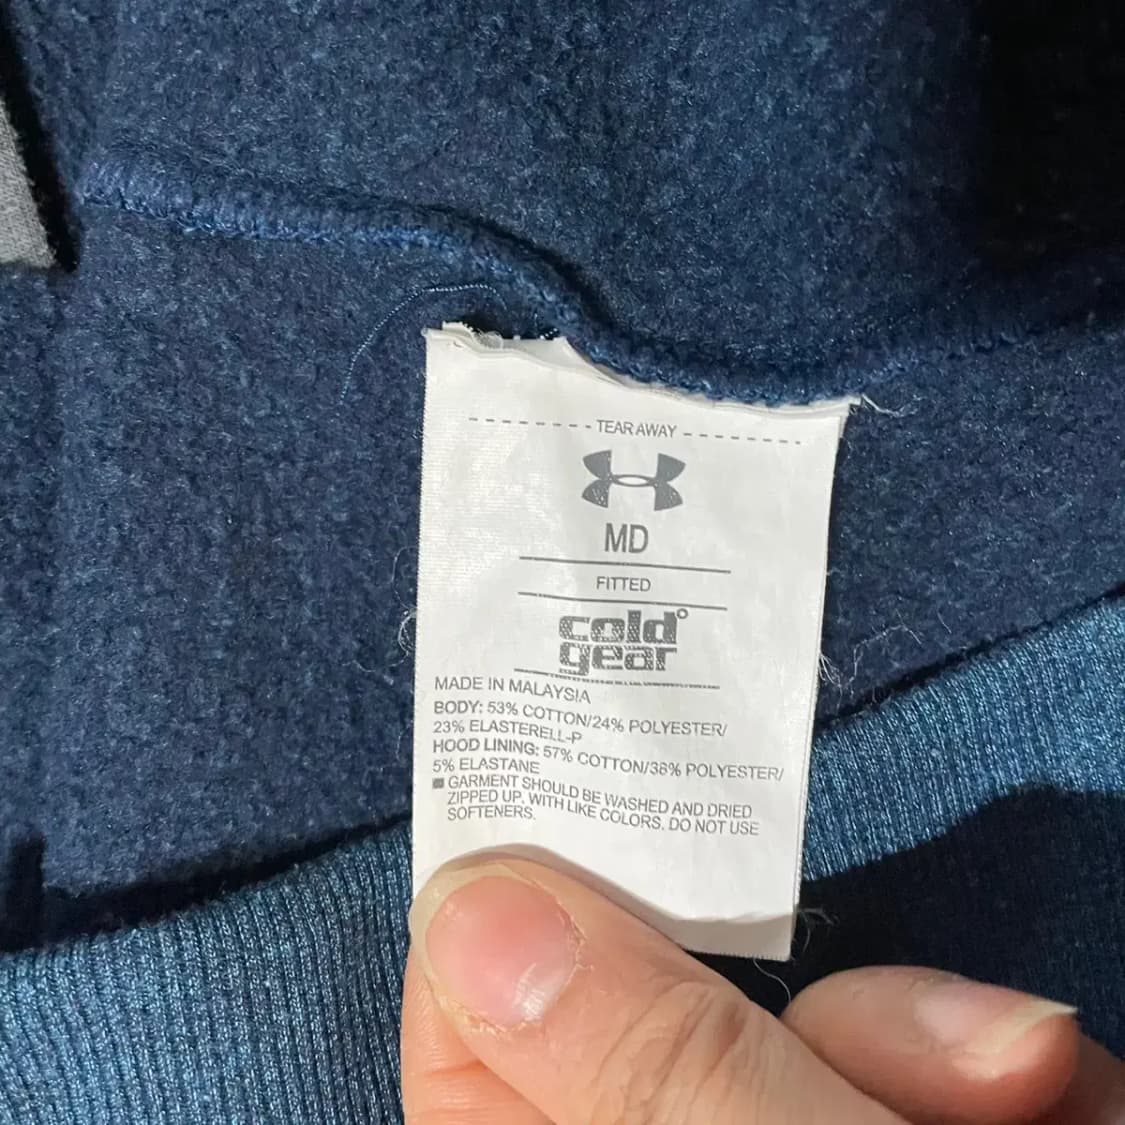 TEAR AWAY
MD
FITTED
cold°
gear
MADE IN MALAYSIA
BODY: 53% COTTON/24% POLYESTER/
23% ELASTERELL-P
HOOD LINING: 57% COTTON/38% POLYESTER/
5% ELASTANE
GARMENT SHOULD BE WASHED AND DRIED
ZIPPED UP, WITH LIKE COLORS. DO NOT USE
SOFTENERS.